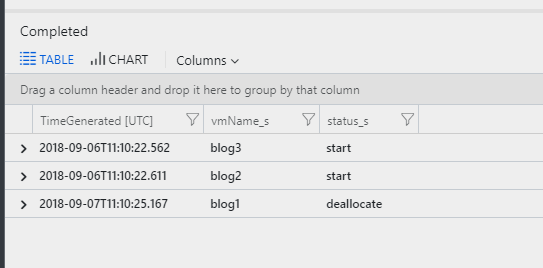 Completed
TABLE CHART Columns
Drag a column header and drop it here to group by that column
TimeGenerated [UTC] vmName_s status_s
2018-09-06T11:10:22.562 blog3 start
2018-09-06T11:10:22.611 blog2 start
2018-09-07T11:10:25.167 blog1 deallocate